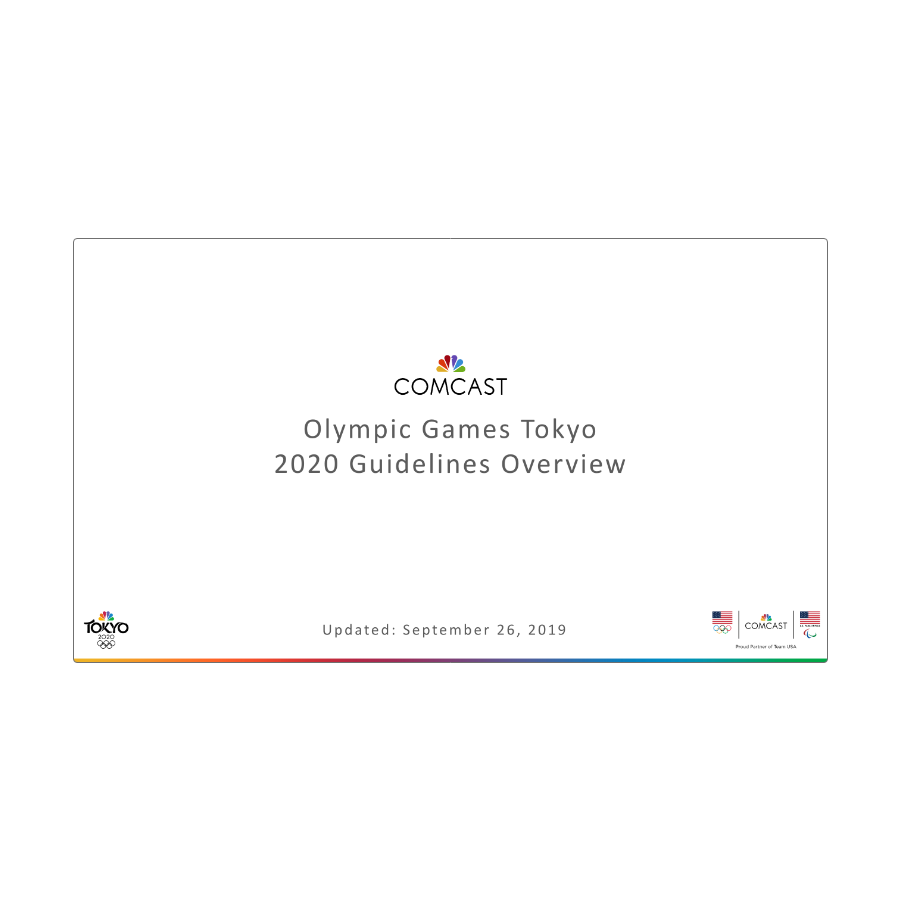 COMCAST
Olympic Games Tokyo
2020 Guidelines Overview
TOKYO
2020
Updated: September 26, 2019
COMCAST
Proud Partner of Team USA